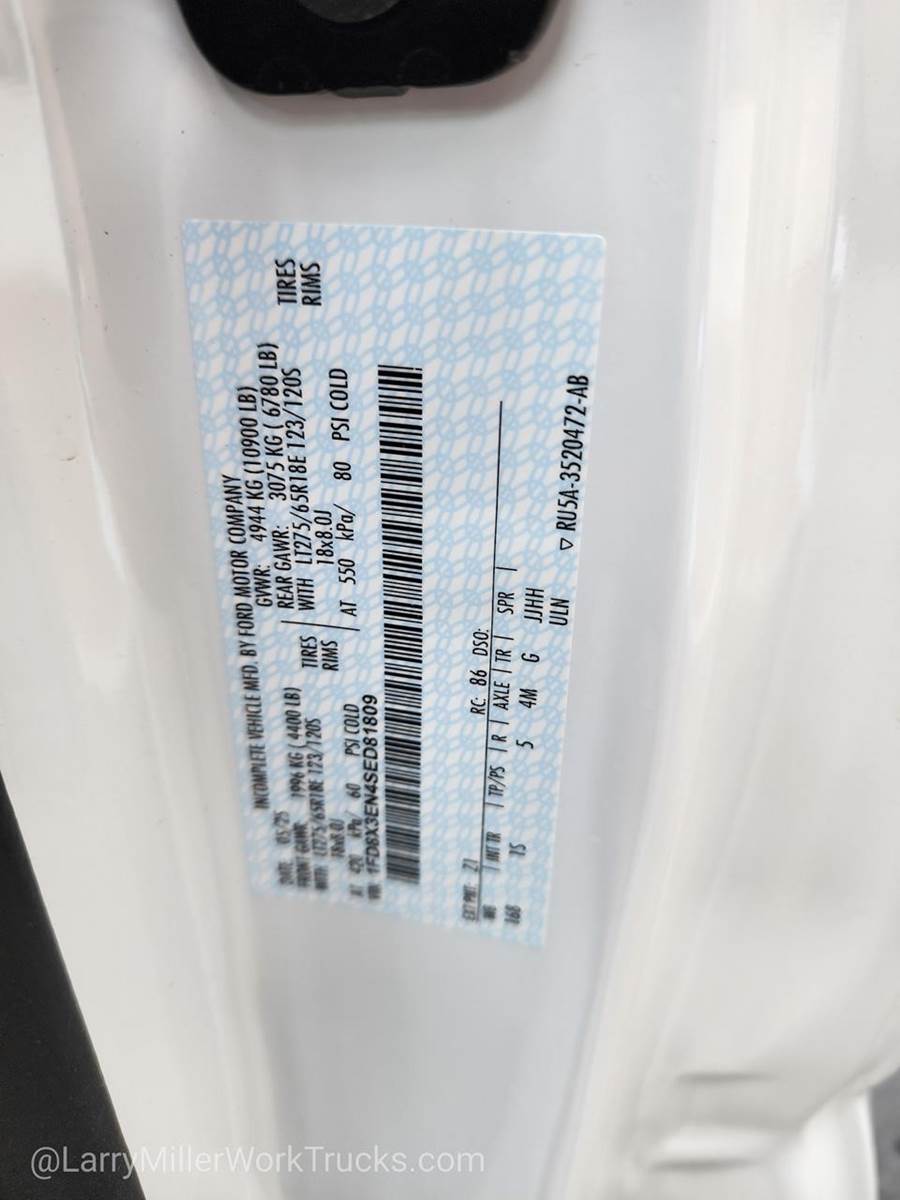 INCOMPLETE VEHICLE MFD. BY FORD MOTOR COMPANY
DATE: 05/25 GVWR: 4944 KG (10900 LB)
FRONT GAWR: 1996 KG ( 4400 LB) REAR GAWR: 3075 KG ( 6780 LB)
WITH LT275/65R18E 123/120S TIRES WITH LT275/65R18E 123/120S TIRES
18x8.0J RIMS 18x8.0J RIMS
AT 420 kPa/ 60 PSI COLD AT 550 kPa/ 80 PSI COLD
VIN: 1FD8X3EN4SED81809
EXT PNT: Z1 RC: 86 DSO:
WB INT TR TP/PS R AXLE TR SPR
168 15 5 4M G JJHH
ULN
▽ RU5A-3520472-AB
@LarryMillerWorkTrucks.com